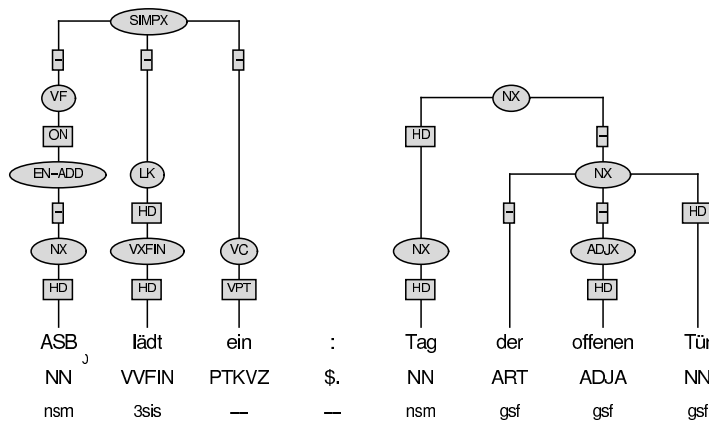 SIMPX
– – –
VF NX
ON HD –
EN–ADD LK NX
– HD – – HD
NX VXFIN VC NX ADJX
HD HD VPT HD HD
ASB lädt ein : Tag der offenen Tür
J
NN VVFIN PTKVZ $. NN ART ADJA NN
nsm 3sis –– –– nsm gsf gsf gsf